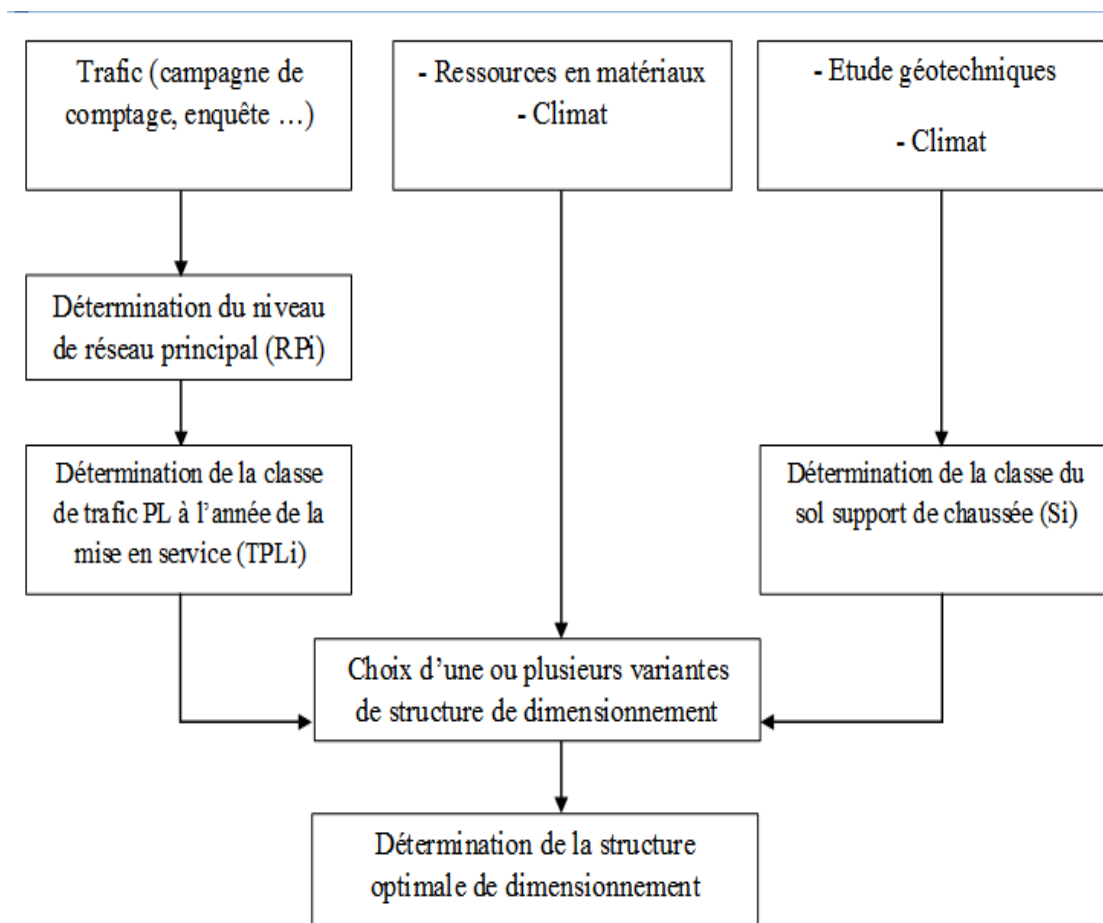 Trafic (campagne de
comptage, enquête …)
- Ressources en matériaux
- Climat
- Etude géotechniques
- Climat
Détermination du niveau
de réseau principal (RPi)
Détermination de la classe
de trafic PL à l’année de la
mise en service (TPLi)
Détermination de la classe du
sol support de chaussée (Si)
Choix d’une ou plusieurs variantes
de structure de dimensionnement
Détermination de la structure
optimale de dimensionnement